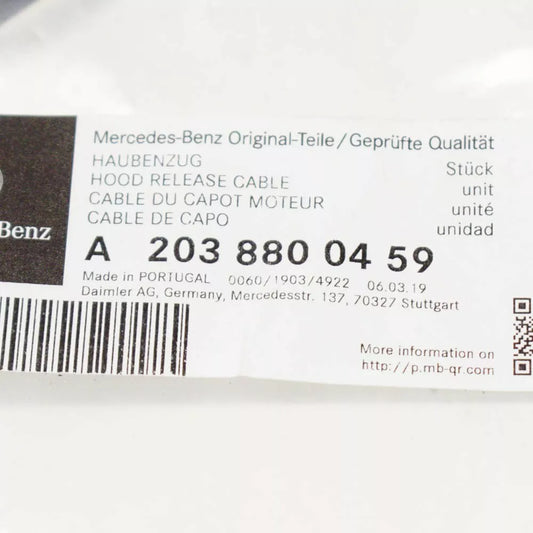 Benz
Mercedes-Benz Original-Teile/Geprüfte Qualität
HAUBENZUG Stück
HOOD RELEASE CABLE unit
CABLE DU CAPOT MOTEUR unité
CABLE DE CAPO unidad
A 203 880 04 59
Made in PORTUGAL 0060/1903/4922 06.03.19
Daimler AG, Germany, Mercedesstr. 137, 70327 Stuttgart
More information on
http://p.mb-qr.com